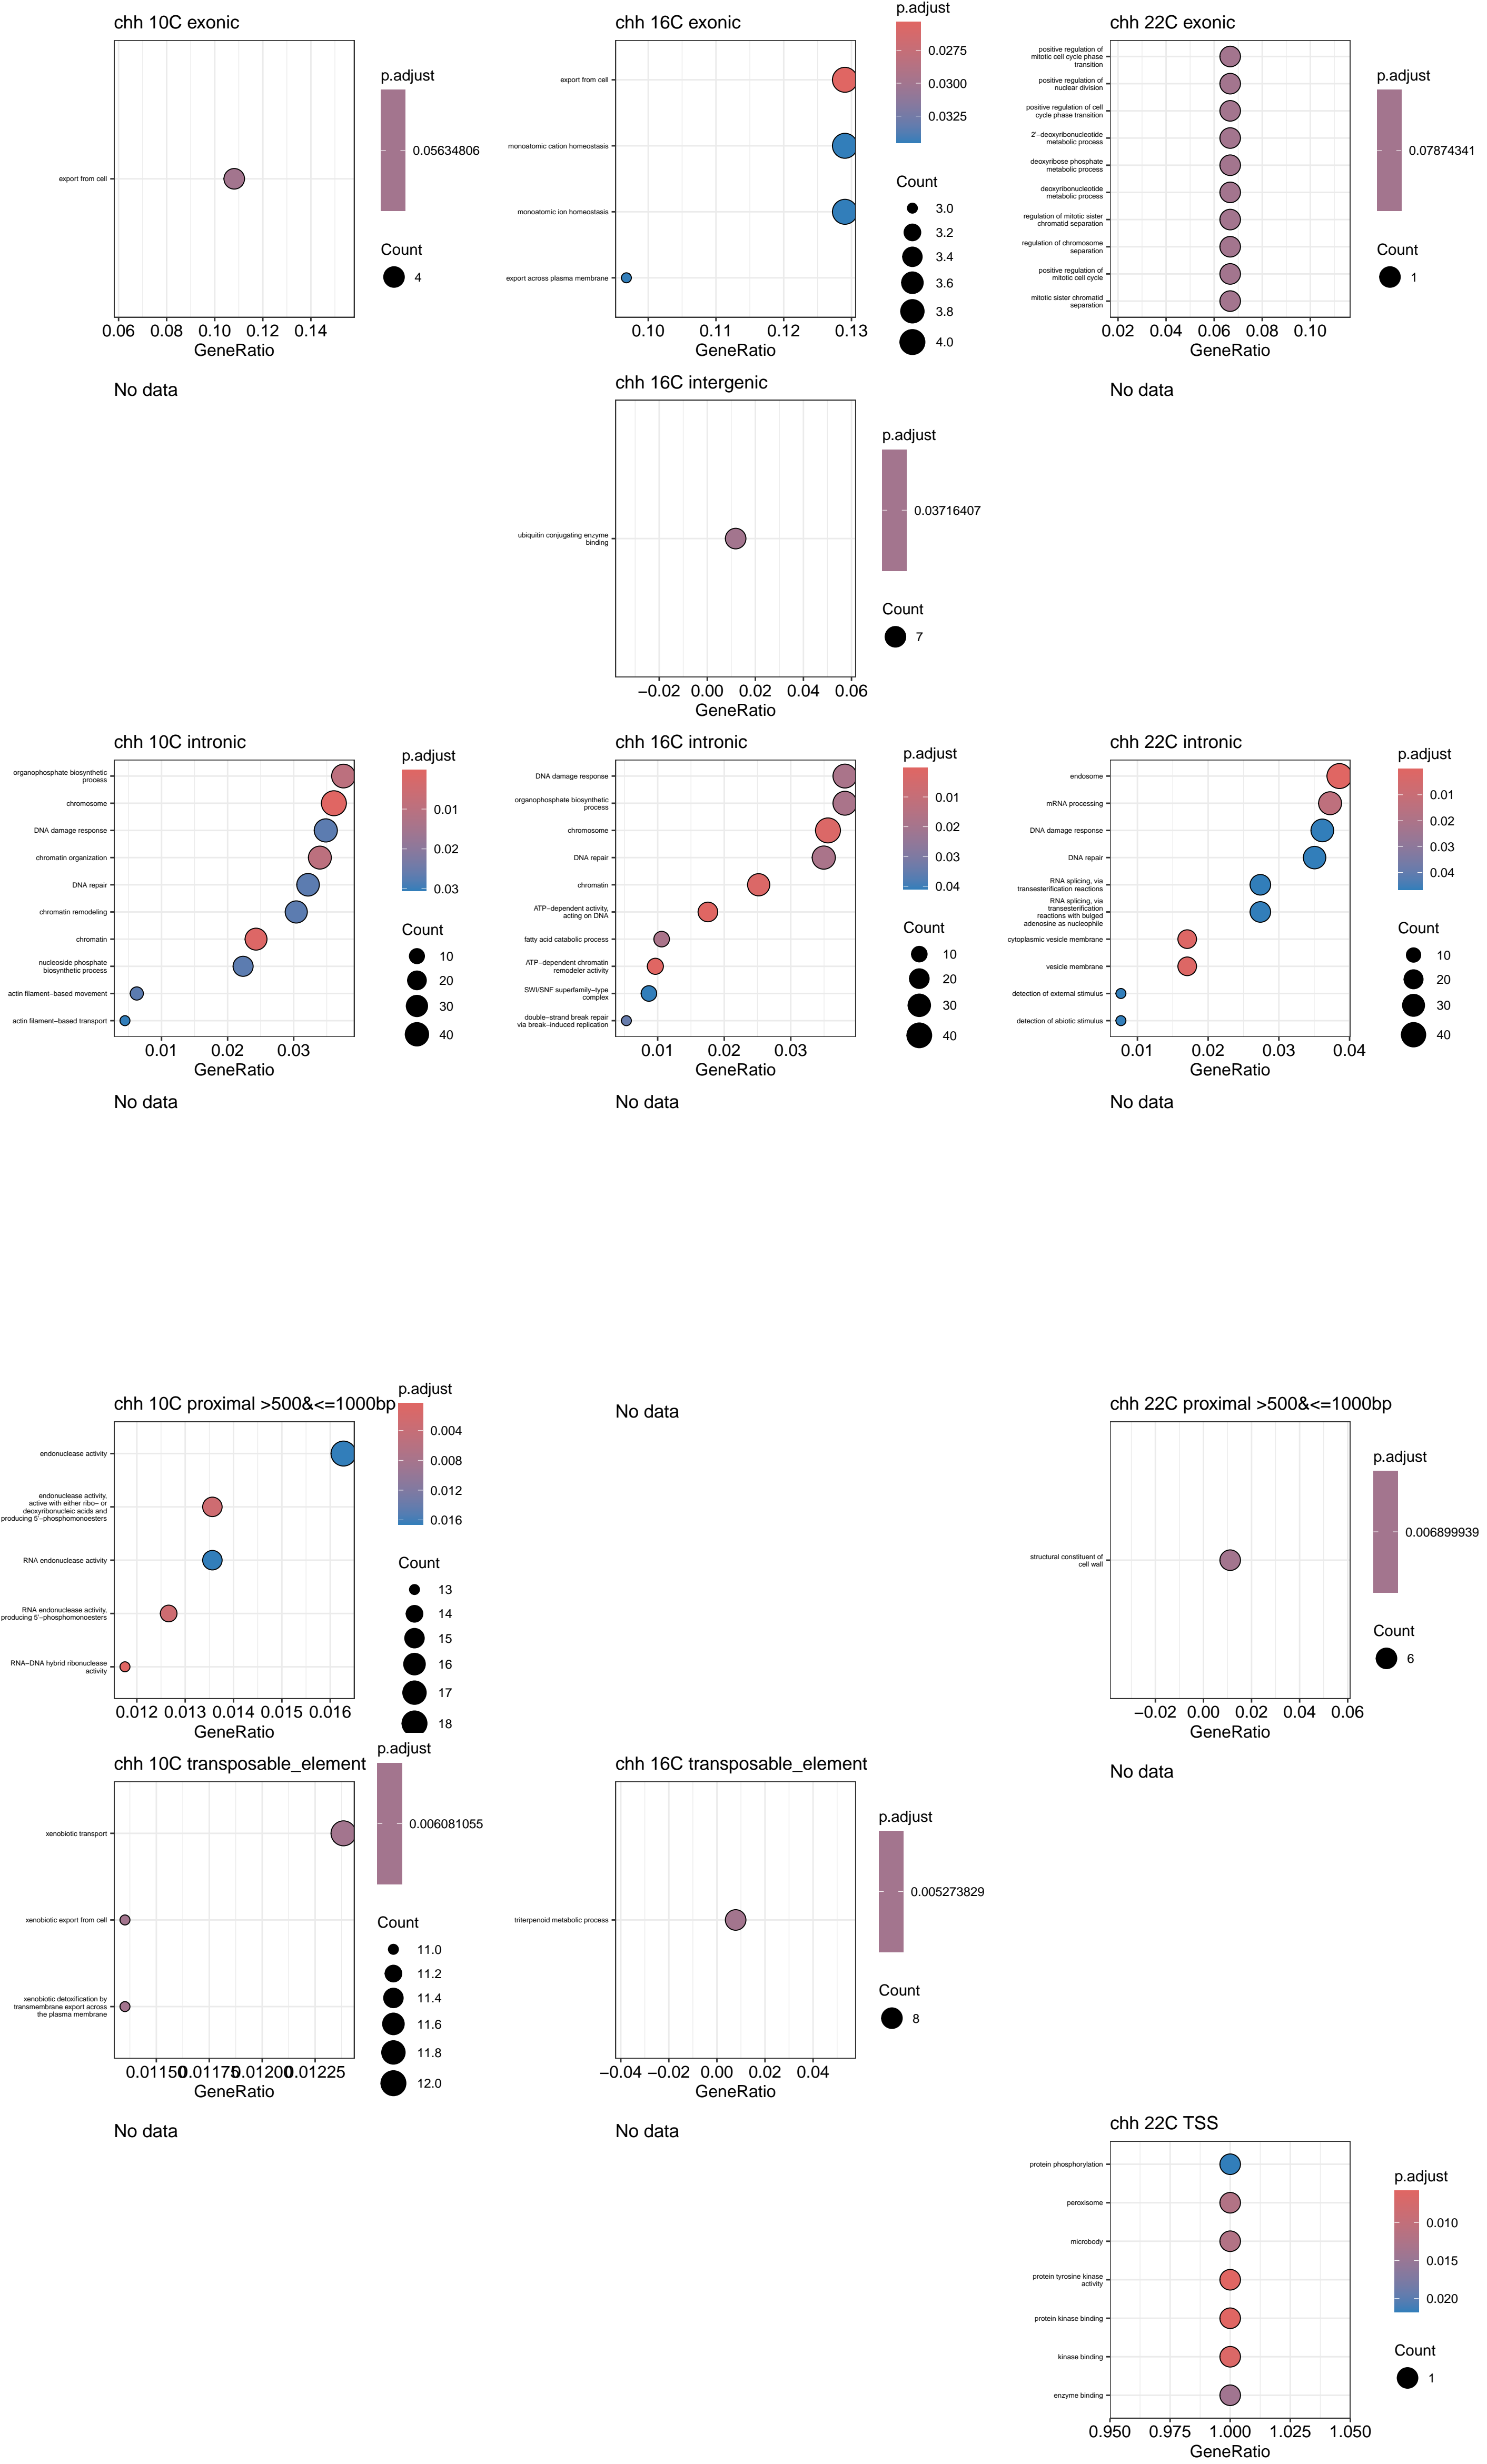 chh 10C exonic
export from cell
0.06 0.08 0.10 0.12 0.14
GeneRatio
p.adjust
0.05634806
Count
4
chh 16C exonic
export from cell
monoatomic cation homeostasis
monoatomic ion homeostasis
export across plasma membrane
0.10 0.11 0.12 0.13
GeneRatio
p.adjust
0.0275
0.0300
0.0325
Count
3.0
3.2
3.4
3.6
3.8
4.0
chh 22C exonic
positive regulation of
mitotic cell cycle phase
transition
positive regulation of
nuclear division
positive regulation of cell
cycle phase transition
2'−deoxyribonucleotide
metabolic process
deoxyribose phosphate
metabolic process
deoxyribonucleotide
metabolic process
regulation of mitotic sister
chromatid separation
regulation of chromosome
separation
positive regulation of
mitotic cell cycle
mitotic sister chromatid
separation
0.02 0.04 0.06 0.08 0.10
GeneRatio
p.adjust
0.07874341
Count
1
No data
chh 16C intergenic
ubiquitin conjugating enzyme
binding
−0.02 0.00 0.02 0.04 0.06
GeneRatio
p.adjust
0.03716407
Count
7
No data
chh 10C intronic
organophosphate biosynthetic
process
chromosome
DNA damage response
chromatin organization
DNA repair
chromatin remodeling
chromatin
nucleoside phosphate
biosynthetic process
actin filament−based movement
actin filament−based transport
0.01 0.02 0.03
GeneRatio
p.adjust
0.01
0.02
0.03
Count
10
20
30
40
chh 16C intronic
DNA damage response
organophosphate biosynthetic
process
chromosome
DNA repair
chromatin
ATP−dependent activity,
acting on DNA
fatty acid catabolic process
ATP−dependent chromatin
remodeler activity
SWI/SNF superfamily−type
complex
double−strand break repair
via break−induced replication
0.01 0.02 0.03
GeneRatio
p.adjust
0.01
0.02
0.03
0.04
Count
10
20
30
40
chh 22C intronic
endosome
mRNA processing
DNA damage response
DNA repair
RNA splicing, via
transesterification reactions
RNA splicing, via
transesterification
reactions with bulged
adenosine as nucleophile
cytoplasmic vesicle membrane
vesicle membrane
detection of external stimulus
detection of abiotic stimulus
0.01 0.02 0.03 0.04
GeneRatio
p.adjust
0.01
0.02
0.03
0.04
Count
10
20
30
40
No data
No data
No data
chh 10C proximal >500&<=1000bp
endonuclease activity
endonuclease activity,
active with either ribo− or
deoxyribonucleic acids and
producing 5'−phosphomonoesters
RNA endonuclease activity
RNA endonuclease activity,
producing 5'−phosphomonoesters
RNA−DNA hybrid ribonuclease
activity
0.012 0.013 0.014 0.015 0.016
GeneRatio
p.adjust
0.004
0.008
0.012
0.016
Count
13
14
15
16
17
18
No data
chh 22C proximal >500&<=1000bp
structural constituent of
cell wall
−0.02 0.00 0.02 0.04 0.06
GeneRatio
p.adjust
0.006899939
Count
6
chh 10C transposable_element
xenobiotic transport
xenobiotic export from cell
xenobiotic detoxification by
transmembrane export across
the plasma membrane
0.01150 0.01175 0.01200 0.01225
GeneRatio
p.adjust
0.006081055
Count
11.0
11.2
11.4
11.6
11.8
12.0
chh 16C transposable_element
triterpenoid metabolic process
−0.04 −0.02 0.00 0.02 0.04
GeneRatio
p.adjust
0.005273829
Count
8
No data
No data
No data
chh 22C TSS
protein phosphorylation
peroxisome
microbody
protein tyrosine kinase
activity
protein kinase binding
kinase binding
enzyme binding
0.950 0.975 1.000 1.025 1.050
GeneRatio
p.adjust
0.010
0.015
0.020
Count
1